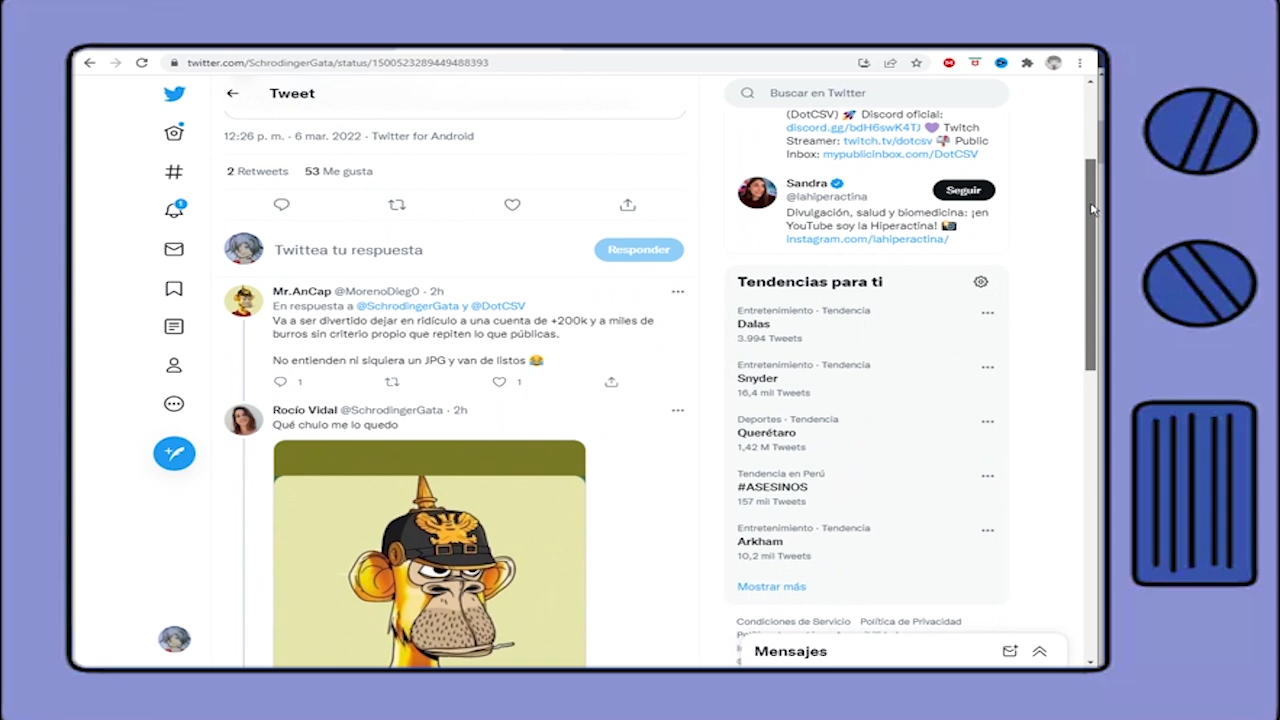 twitter.com/SchrodingerGata/status/1500523289449488393
Tweet
12:26 p. m. · 6 mar. 2022 · Twitter for Android
2 Retweets 53 Me gusta
Twittea tu respuesta
Responder
Mr.AnCap @MorenoDieg0 · 2h
En respuesta a @SchrodingerGata y @DotCSV
Va a ser divertido dejar en ridículo a una cuenta de +200k y a miles de
burros sin criterio propio que repiten lo que públicas.
No entienden ni siquiera un JPG y van de listos 😂
1 1
Rocío Vidal @SchrodingerGata · 2h
Qué chulo me lo quedo
Buscar en Twitter
(DotCSV) 🚀 Discord oficial:
discord.gg/bdH6swK4TJ 💜 Twitch
Streamer: twitch.tv/dotcsv 📬 Public
Inbox: mypublicinbox.com/DotCSV
Sandra
@lahiperactina
Seguir
Divulgación, salud y biomedicina: ¡en
YouTube soy la Hiperactina! 📸
instagram.com/lahiperactina/
Tendencias para ti
Entretenimiento · Tendencia
Dalas
3.994 Tweets
Entretenimiento · Tendencia
Snyder
16,4 mil Tweets
Deportes · Tendencia
Querétaro
1,42 M Tweets
Tendencia en Perú
#ASESINOS
157 mil Tweets
Entretenimiento · Tendencia
Arkham
10,2 mil Tweets
Mostrar más
Condiciones de Servicio Política de Privacidad
Mensajes